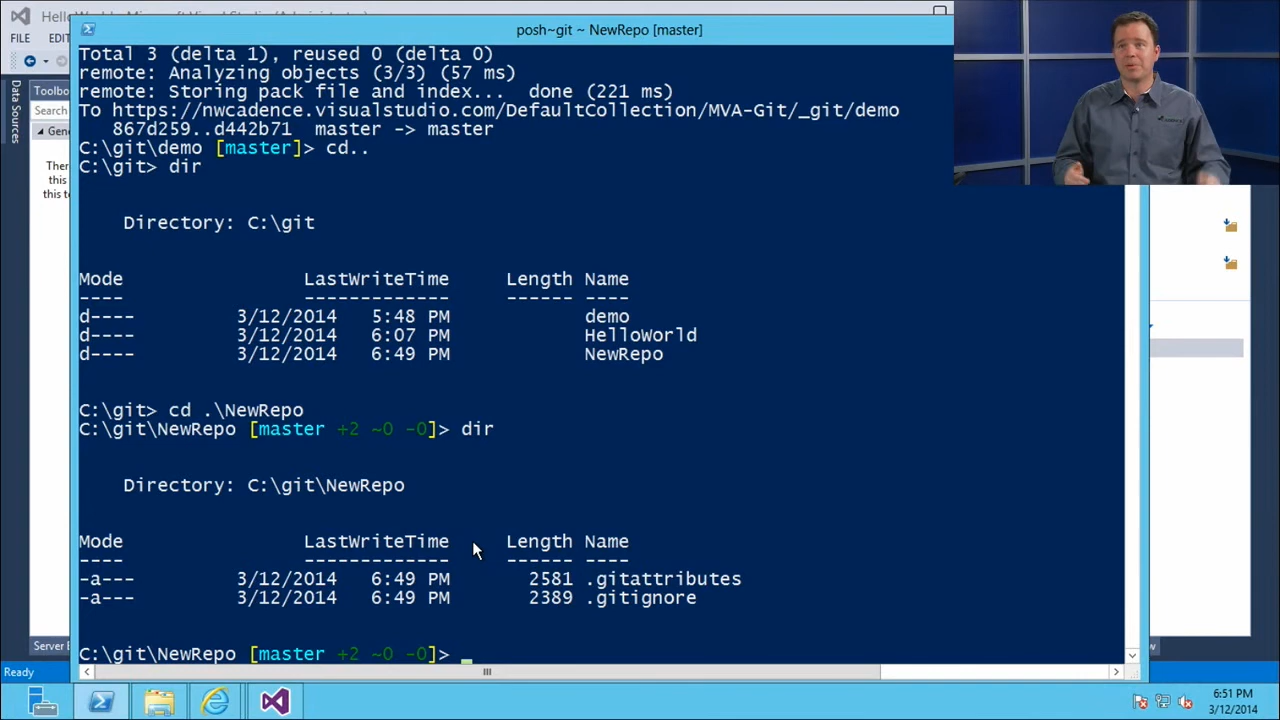 posh~git ~ NewRepo [master]
FILE
Toolbo
Data Sources
Search
Total 3 (delta 1), reused 0 (delta 0)
remote: Analyzing objects (3/3) (57 ms)
remote: Storing pack file and index... done (221 ms)
To https://nwcadence.visualstudio.com/DefaultCollection/MVA-Git/_git/demo
867d259..d442b71 master -> master
C:\git\demo [master]> cd..
C:\git> dir
Directory: C:\git
Mode LastWriteTime Length Name
---- ------------- ------ ----
d---- 3/12/2014 5:48 PM demo
d---- 3/12/2014 6:07 PM HelloWorld
d---- 3/12/2014 6:49 PM NewRepo
C:\git> cd .\NewRepo
C:\git\NewRepo [master +2 ~0 -0]> dir
Directory: C:\git\NewRepo
Mode LastWriteTime Length Name
---- ------------- ------ ----
-a--- 3/12/2014 6:49 PM 2581 .gitattributes
-a--- 3/12/2014 6:49 PM 2389 .gitignore
C:\git\NewRepo [master +2 ~0 -0]> _
Ready
6:51 PM
3/12/2014